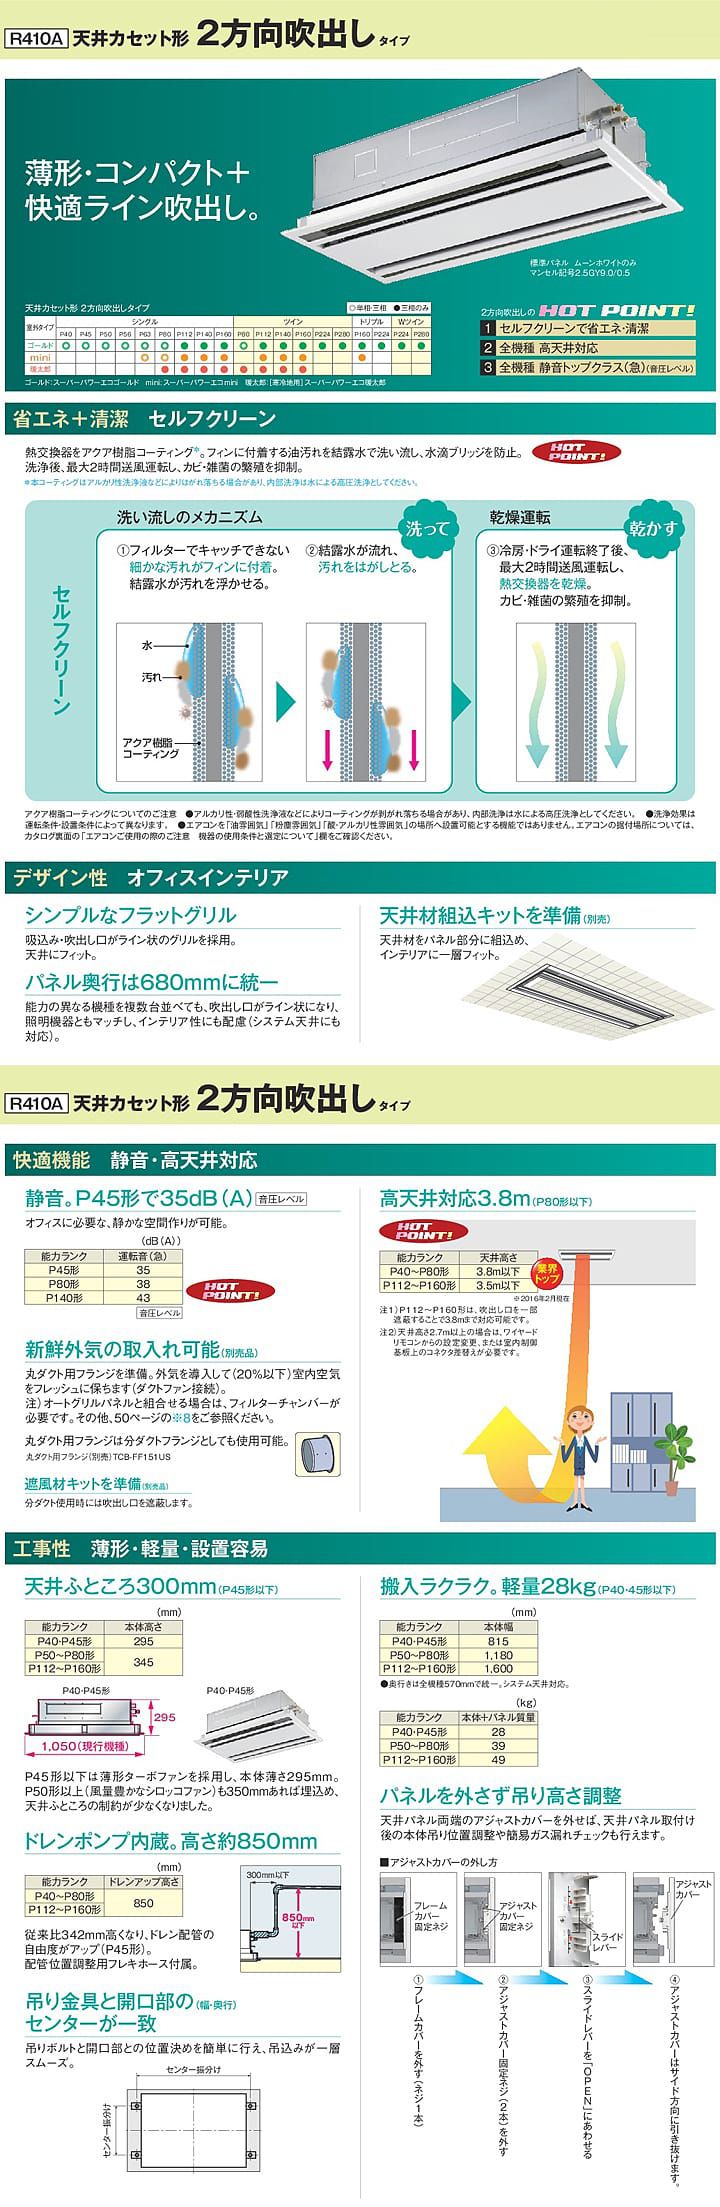 R410A 天井カセット形 2方向吹出しタイプ
薄形・コンパクト＋
快適ライン吹出し。
標準パネル ムーンホワイトのみ
マンセル記号2.5GY9.0/0.5
天井カセット形 2方向吹出しタイプ
◎単相・三相 ●三相のみ
室外タイプ シングル ツイン トリプル Wツイン
P40 P45 P50 P56 P63 P80 P112 P140 P160 P80 P112 P140 P160 P224 P280 P160 P224 P224 P280
ゴールド ◎ ◎ ◎ ◎ ◎ ◎ ● ● ● ◎ ● ● ● ● ● ● ● ● ●
mini
暖太郎
ゴールド：スーパーパワーエコゴールド mini：スーパーパワーエコmini 暖太郎：［寒冷地用］スーパーパワーエコ暖太郎
2方向吹出しの HOT POINT!
1 セルフクリーンで省エネ・清潔
2 全機種 高天井対応
3 全機種 静音トップクラス（急）（音圧レベル）
省エネ＋清潔 セルフクリーン
熱交換器をアクア樹脂コーティング＊。フィンに付着する油汚れを結露水で洗い流し、水滴ブリッジを防止。
洗浄後、最大2時間送風運転し、カビ・雑菌の繁殖を抑制。
HOT POINT!
＊本コーティングはアルカリ性洗浄液などによりはがれ落ちる場合があり、内部洗浄は水による高圧洗浄としてください。
セルフクリーン
洗い流しのメカニズム
洗って
①フィルターでキャッチできない
細かな汚れがフィンに付着。
結露水が汚れを浮かせる。
②結露水が流れ、
汚れをはがしとる。
水
汚れ
アクア樹脂
コーティング
乾燥運転
乾かす
③冷房・ドライ運転終了後、
最大2時間送風運転し、
熱交換器を乾燥。
カビ・雑菌の繁殖を抑制。
アクア樹脂コーティングについてのご注意 ●アルカリ性・弱酸性洗浄液などによりコーティングが剥がれ落ちる場合があり、内部洗浄は水による高圧洗浄としてください。 ●洗浄効果は
運転条件・設置条件によって異なります。 ●エアコンを「油雰囲気」「粉塵雰囲気」「酸・アルカリ性雰囲気」の場所へ設置可能とする機能ではありません。エアコンの据付場所については、
カタログ裏面の「エアコンご使用の際のご注意 機器の使用条件と選定について」欄をご確認ください。
デザイン性 オフィスインテリア
シンプルなフラットグリル
吸込み・吹出し口がライン状のグリルを採用。
天井にフィット。
パネル奥行は680mmに統一
能力の異なる機種を複数台並べても、吹出し口がライン状になり、
照明機器ともマッチし、インテリア性にも配慮（システム天井にも
対応）。
天井材組込キットを準備（別売）
天井材をパネル部分に組込め、
インテリアに一層フィット。
R410A 天井カセット形 2方向吹出しタイプ
快適機能 静音・高天井対応
静音。P45形で35dB（A） 音圧レベル
オフィスに必要な、静かな空間作りが可能。
（dB（A））
能力ランク 運転音（急）
P45形 35
P80形 38
P140形 43
音圧レベル
HOT POINT!
新鮮外気の取入れ可能（別売品）
丸ダクト用フランジを準備。外気を導入して（20％以下）室内空気
をフレッシュに保ちます（ダクトファン接続）。
注）オートグリルパネルと組合せる場合は、フィルターチャンバーが
必要です。その他、50ページの※8をご参照ください。
丸ダクト用フランジは分ダクトフランジとしても使用可能。
丸ダクト用フランジ（別売）TCB-FF151US
遮風材キットを準備（別売品）
分ダクト使用時には吹出し口を遮蔽します。
高天井対応3.8m（P80形以下）
HOT POINT!
能力ランク 天井高さ
P40〜P80形 3.8m以下
P112〜P160形 3.5m以下
業界
トップ
※2016年2月現在
注1）P112〜P160形は、吹出し口を一部
遮蔽することで3.8mまで対応可能です。
注2）天井高さ2.7m以上の場合は、ワイヤード
リモコンからの設定変更、または室内制御
基板上のコネクタ差替えが必要です。
工事性 薄形・軽量・設置容易
天井ふところ300mm（P45形以下）
（mm）
能力ランク 本体高さ
P40・P45形 295
P50〜P80形 345
P112〜P160形
P40・P45形
295
1,050（現行機種）
P40・P45形
P45形以下は薄形ターボファンを採用し、本体薄さ295mm。
P50形以上（風量豊かなシロッコファン）も350mmあれば埋込め、
天井ふところの制約が少なくなりました。
ドレンポンプ内蔵。高さ約850mm
（mm）
能力ランク ドレンアップ高さ
P40〜P80形 850
P112〜P160形
300mm以下
850mm
以下
従来比342mm高くなり、ドレン配管の
自由度がアップ（P45形）。
配管位置調整用フレキホース付属。
吊り金具と開口部の（幅・奥行）
センターが一致
吊りボルトと開口部との位置決めを簡単に行え、吊込みが一層
スムーズ。
センター振分け
センター振分け
搬入ラクラク。軽量28kg（P40・45形以下）
（mm）
能力ランク 本体幅
P40・P45形 815
P50〜P80形 1,180
P112〜P160形 1,600
●奥行きは全機種570mmで統一。システム天井対応。
（kg）
能力ランク 本体＋パネル質量
P40・P45形 28
P50〜P80形 39
P112〜P160形 49
パネルを外さず吊り高さ調整
天井パネル両端のアジャストカバーを外せば、天井パネル取付け
後の本体吊り位置調整や簡易ガス漏れチェックも行えます。
■アジャストカバーの外し方
フレーム
カバー
固定ネジ
アジャスト
カバー
固定ネジ
スライド
レバー
アジャスト
カバー
①フレームカバーを外す（ネジ1本）
②アジャストカバー固定ネジ（2本）を外す
③スライドレバーを「OPEN」にあわせる
④アジャストカバーはサイド方向に引き抜けます。